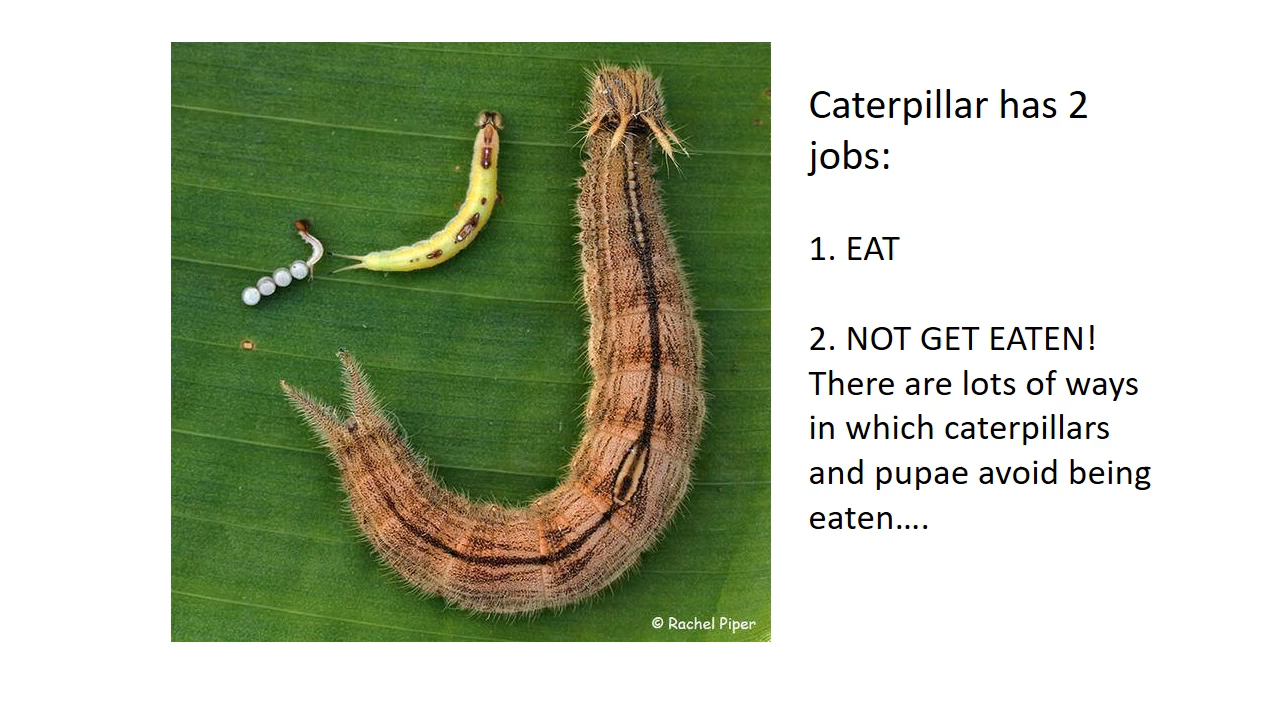 Caterpillar has 2
jobs:
1. EAT
2. NOT GET EATEN!
There are lots of ways
in which caterpillars
and pupae avoid being
eaten….
© Rachel Piper